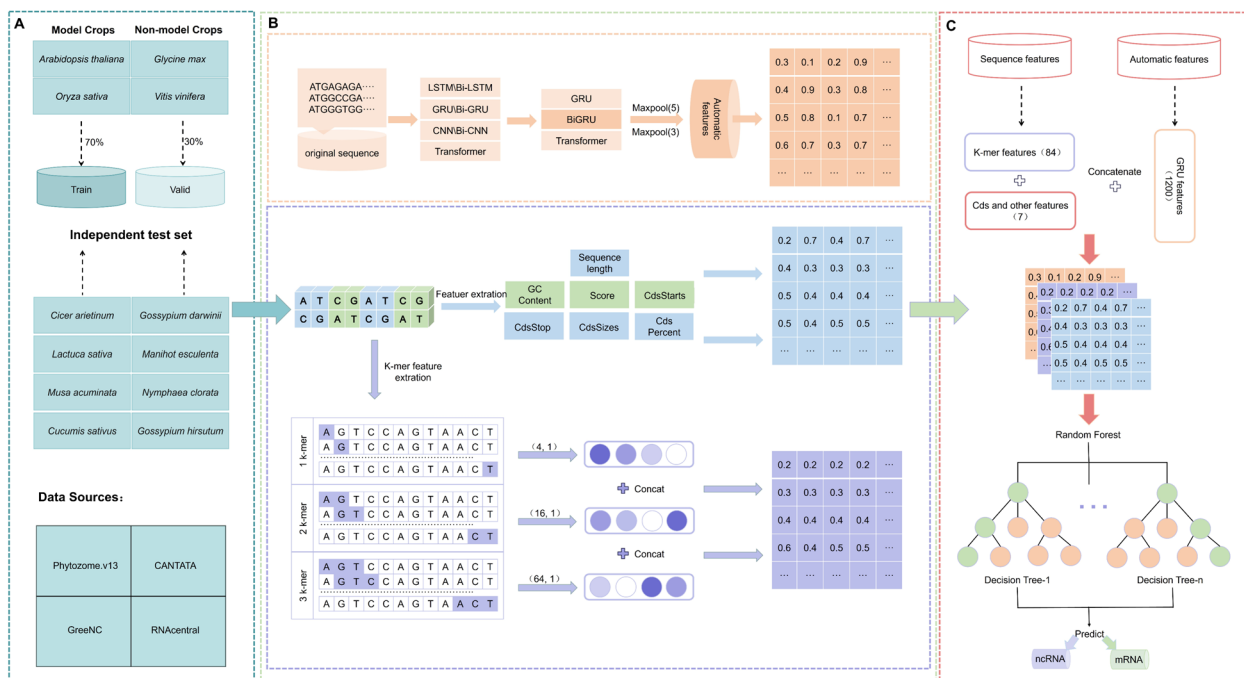 A
Model Crops
Non-model Crops
Arabidopsis thaliana
Glycine max
Oryza sativa
Vitis vinifera
70%
30%
Train
Valid
Independent test set
Cicer arietinum
Gossypium darwinii
Lactuca sativa
Manihot esculenta
Musa acuminata
Nymphaea clorata
Cucumis sativus
Gossypium hirsutum
Data Sources：
Phytozome.v13
CANTATA
GreeNC
RNAcentral
B
ATGAGAGA····
ATGGCCGA····
ATGGGTGG····
original sequence
LSTM\Bi-LSTM
GRU\Bi-GRU
CNN\Bi-CNN
Transformer
GRU
BiGRU
Transformer
Maxpool(5)
Maxpool(3)
Automatic
features
0.3 0.1 0.2 0.9 ···
0.4 0.9 0.3 0.8 ···
0.5 0.8 0.1 0.7 ···
0.6 0.7 0.3 0.7 ···
··· ··· ··· ··· ···
A T C G A T C G
C G A T C G A T
Featuer extration
Sequence
length
GC
Content
Score
CdsStarts
CdsStop
CdsSizes
Cds
Percent
0.2 0.7 0.4 0.7 ···
0.4 0.3 0.3 0.3 ···
0.5 0.4 0.4 0.4 ···
0.5 0.4 0.5 0.5 ···
··· ··· ··· ··· ···
K-mer feature
extration
1 k-mer
A G T C C A G T A A C T
A G T C C A G T A A C T
A G T C C A G T A A C T
（4, 1）
Concat
2 k-mer
A G T C C A G T A A C T
A G T C C A G T A A C T
A G T C C A G T A A C T
（16, 1）
Concat
3 k-mer
A G T C C A G T A A C T
A G T C C A G T A A C T
A G T C C A G T A A C T
（64, 1）
0.2 0.2 0.2 0.2 ···
0.3 0.3 0.3 0.3 ···
0.4 0.4 0.4 0.4 ···
0.6 0.4 0.5 0.5 ···
··· ··· ··· ··· ···
C
Sequence features
Automatic features
K-mer features（84）
Cds and other features
（7）
Concatenate
GRU features
（1200）
0.3 0.1 0.2 0.9 ···
0.2 0.2 0.2 0.2 ···
0.2 0.7 0.4 0.7 ···
0.4 0.3 0.3 0.3 ···
0.5 0.4 0.4 0.4 ···
0.5 0.4 0.5 0.5 ···
··· ··· ··· ··· ···
Random Forest
Decision Tree-1
Decision Tree-n
Predict
ncRNA
mRNA